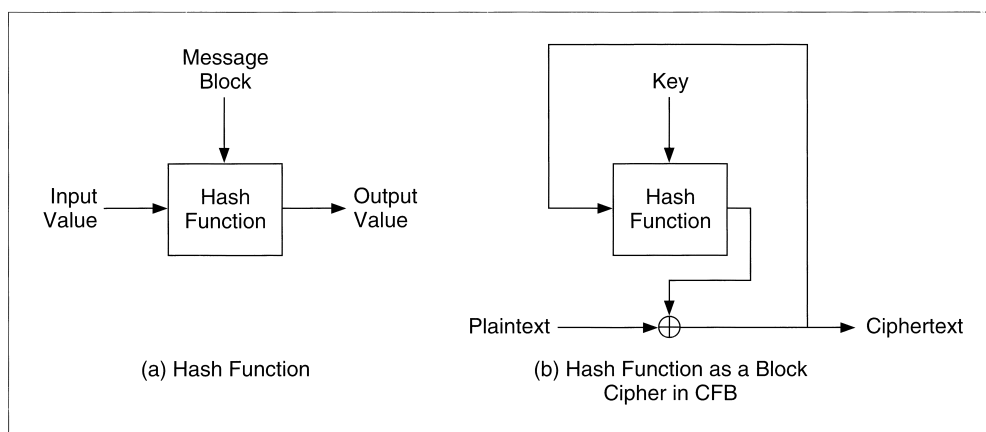 Message
Block
Input
Value
Hash
Function
Output
Value
(a) Hash Function
Key
Hash
Function
Plaintext
Ciphertext
(b) Hash Function as a Block
Cipher in CFB